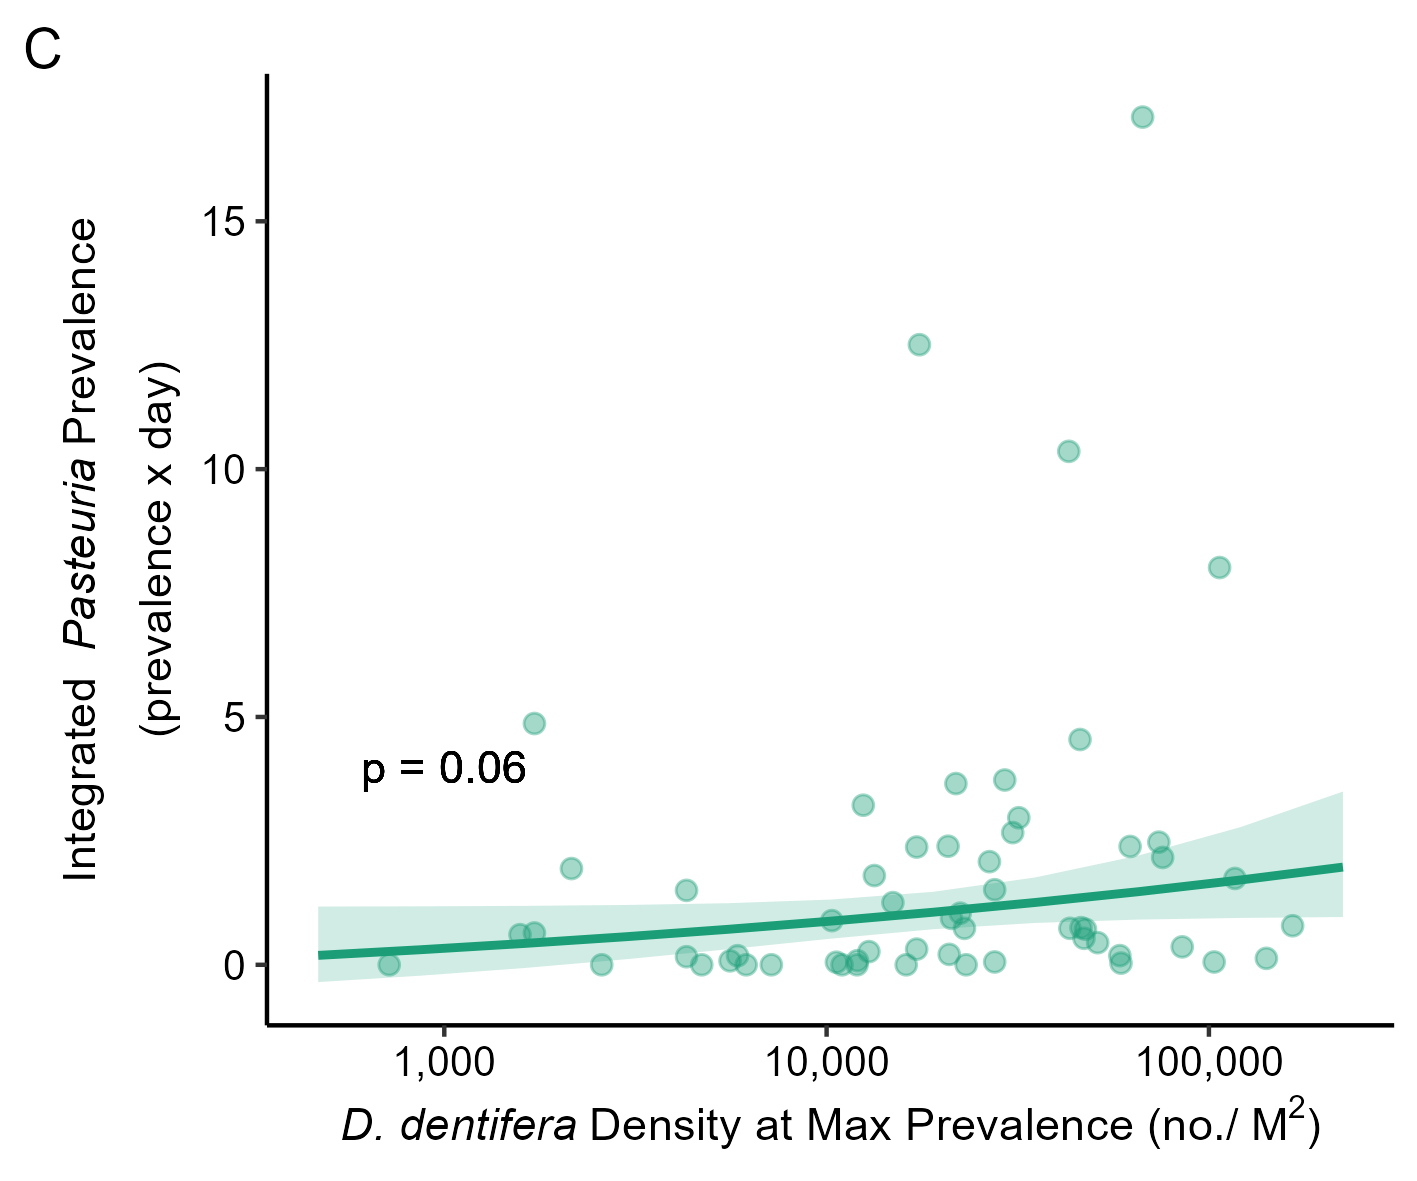 C
Integrated Pasteuria Prevalence
(prevalence x day)
15
10
5
0
p = 0.06
1,000
10,000
100,000
D. dentifera Density at Max Prevalence (no./ M²)